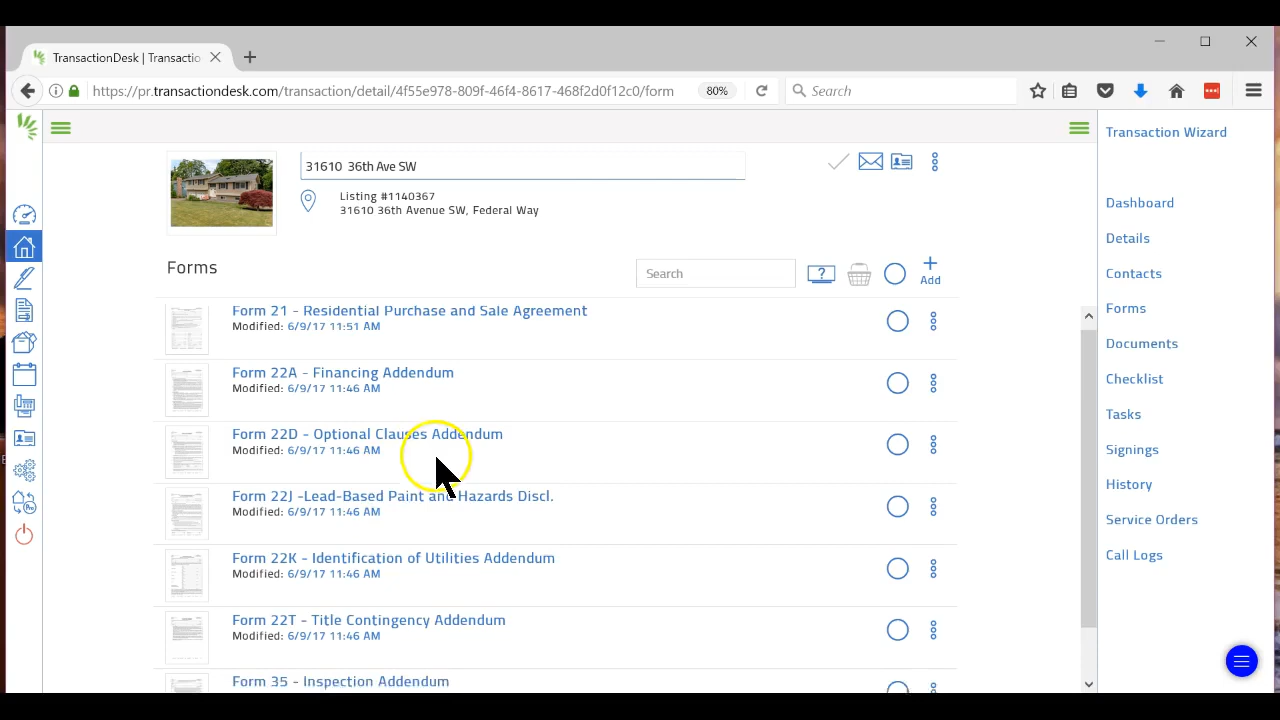 TransactionDesk | Transactio
https://pr.transactiondesk.com/transaction/detail/4f55e978-809f-46f4-8617-468f2d0f12c0/form
80%
Search
Transaction Wizard
31610 36th Ave SW
Listing #1140367
31610 36th Avenue SW, Federal Way
Dashboard
Details
Contacts
Forms
Documents
Checklist
Tasks
Signings
History
Service Orders
Call Logs
Forms
Search
?
Add
Form 21 - Residential Purchase and Sale Agreement
Modified: 6/9/17 11:51 AM
Form 22A - Financing Addendum
Modified: 6/9/17 11:46 AM
Form 22D - Optional Clauses Addendum
Modified: 6/9/17 11:46 AM
Form 22J -Lead-Based Paint and Hazards Discl.
Modified: 6/9/17 11:46 AM
Form 22K - Identification of Utilities Addendum
Modified: 6/9/17 11:46 AM
Form 22T - Title Contingency Addendum
Modified: 6/9/17 11:46 AM
Form 35 - Inspection Addendum